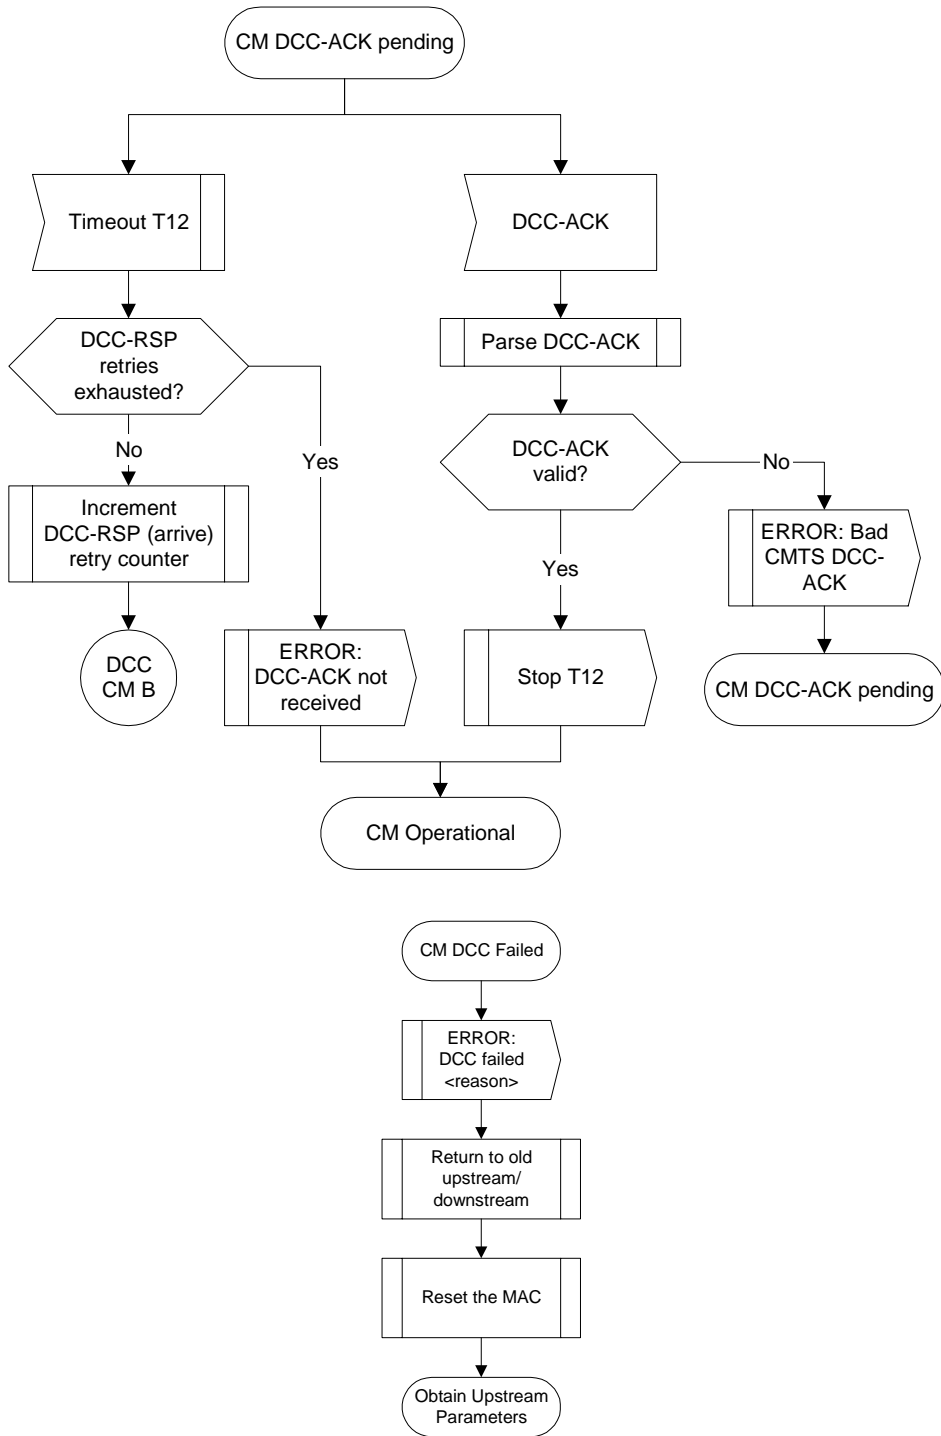 CM DCC-ACK pending
Timeout T12
DCC-ACK
DCC-RSP
retries
exhausted?
Parse DCC-ACK
DCC-ACK
valid?
No
Yes
No
Increment
DCC-RSP (arrive)
retry counter
ERROR: Bad
CMTS DCC-
ACK
Yes
DCC
CM B
ERROR:
DCC-ACK not
received
Stop T12
CM DCC-ACK pending
CM Operational
CM DCC Failed
ERROR:
DCC failed
<reason>
Return to old
upstream/
downstream
Reset the MAC
Obtain Upstream
Parameters